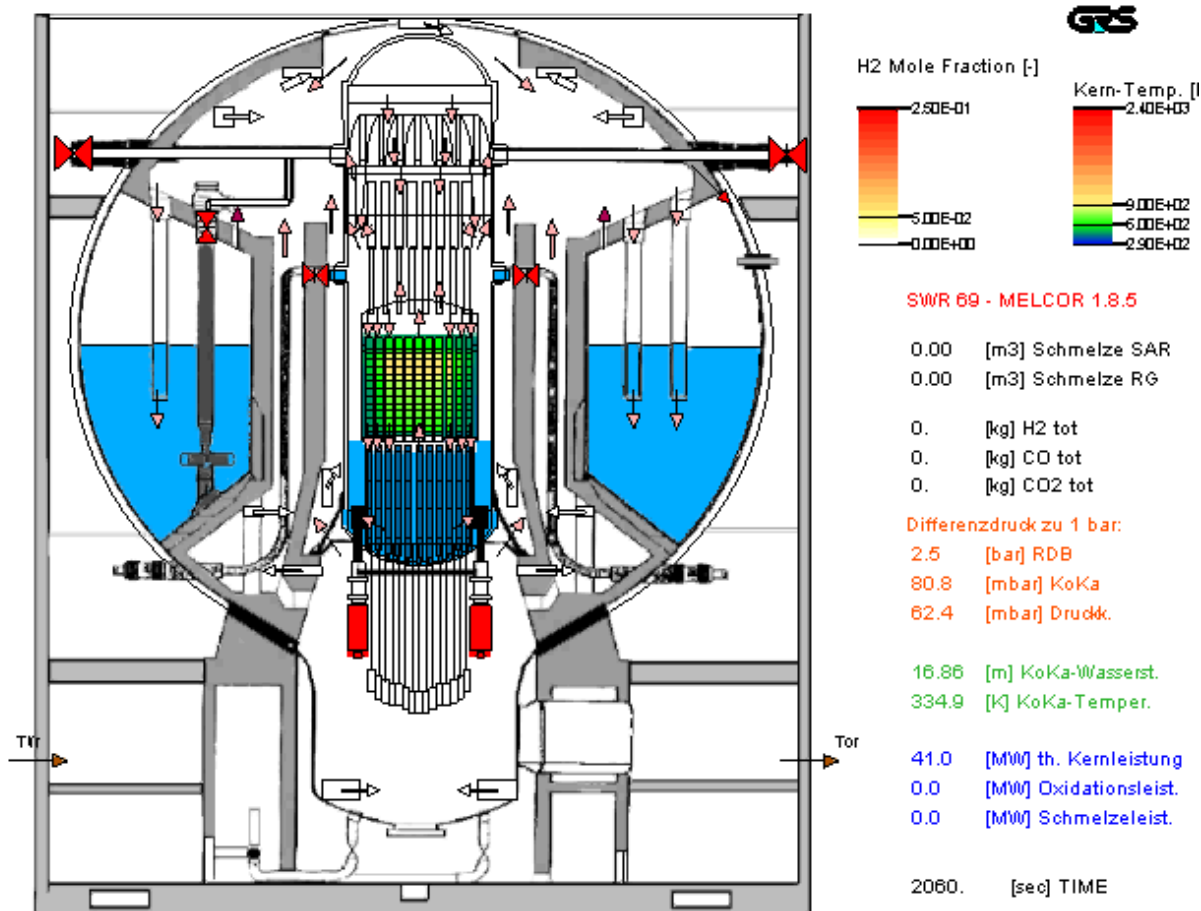 GRS
H2 Mole Fraction [-]
Kern-Temp. [
2.50E-01
2.40E+03
5.00E-02
9.00E+02
6.00E+02
0.00E+00
2.90E+02
SWR 69 - MELCOR 1.8.5
0.00 [m3] Schmelze SAR
0.00 [m3] Schmelze RG
0. [kg] H2 tot
0. [kg] CO tot
0. [kg] CO2 tot
Differenzdruck zu 1 bar:
2.5 [bar] RDB
80.8 [mbar] KoKa
62.4 [mbar] Druckk.
16.86 [m] KoKa-Wasserst.
334.9 [K] KoKa-Temper.
Tür
Tor
41.0 [MW] th. Kernleistung
0.0 [MW] Oxidationsleist.
0.0 [MW] Schmelzeleist.
2060. [sec] TIME